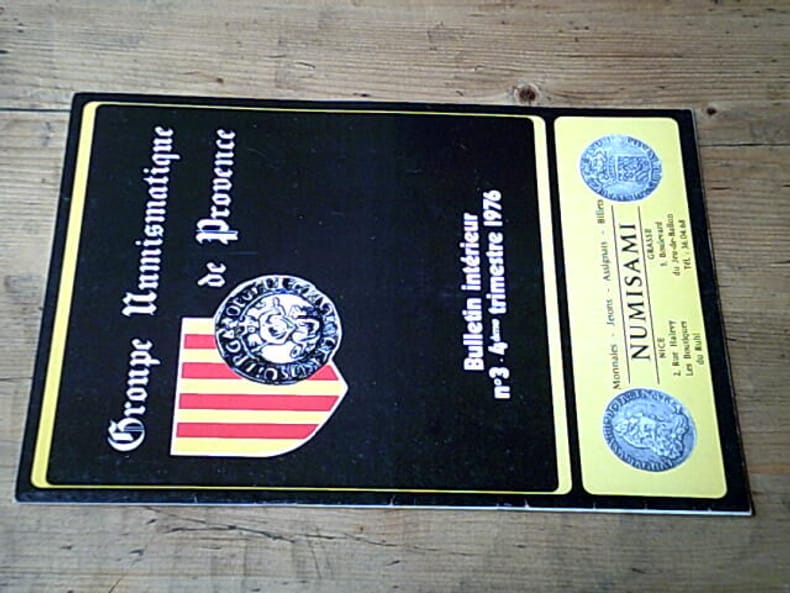 Groupe Numismatique
de Provence
Bulletin intérieur
n°3 - 4ème trimestre 1976
Monnaies - Jetons - Assignats - Billets
NUMISAMI
NICE
2, Rue Halevy
Les Boutiques
du Ruhl
GRASSE
1, Boulevard
du Jeu-de-Ballon
Tél. : 36.04.68